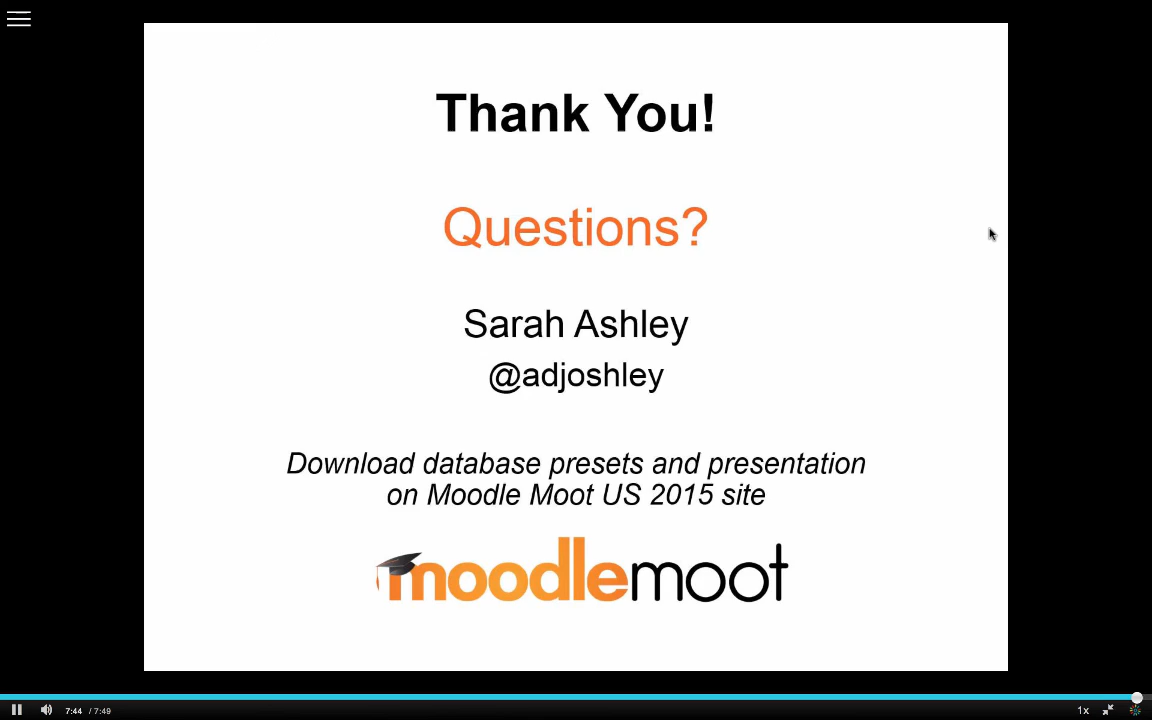 Thank You!
Questions?
Sarah Ashley
@adjoshley
Download database presets and presentation
on Moodle Moot US 2015 site
moodlemoot
7:44 / 7:49
1x